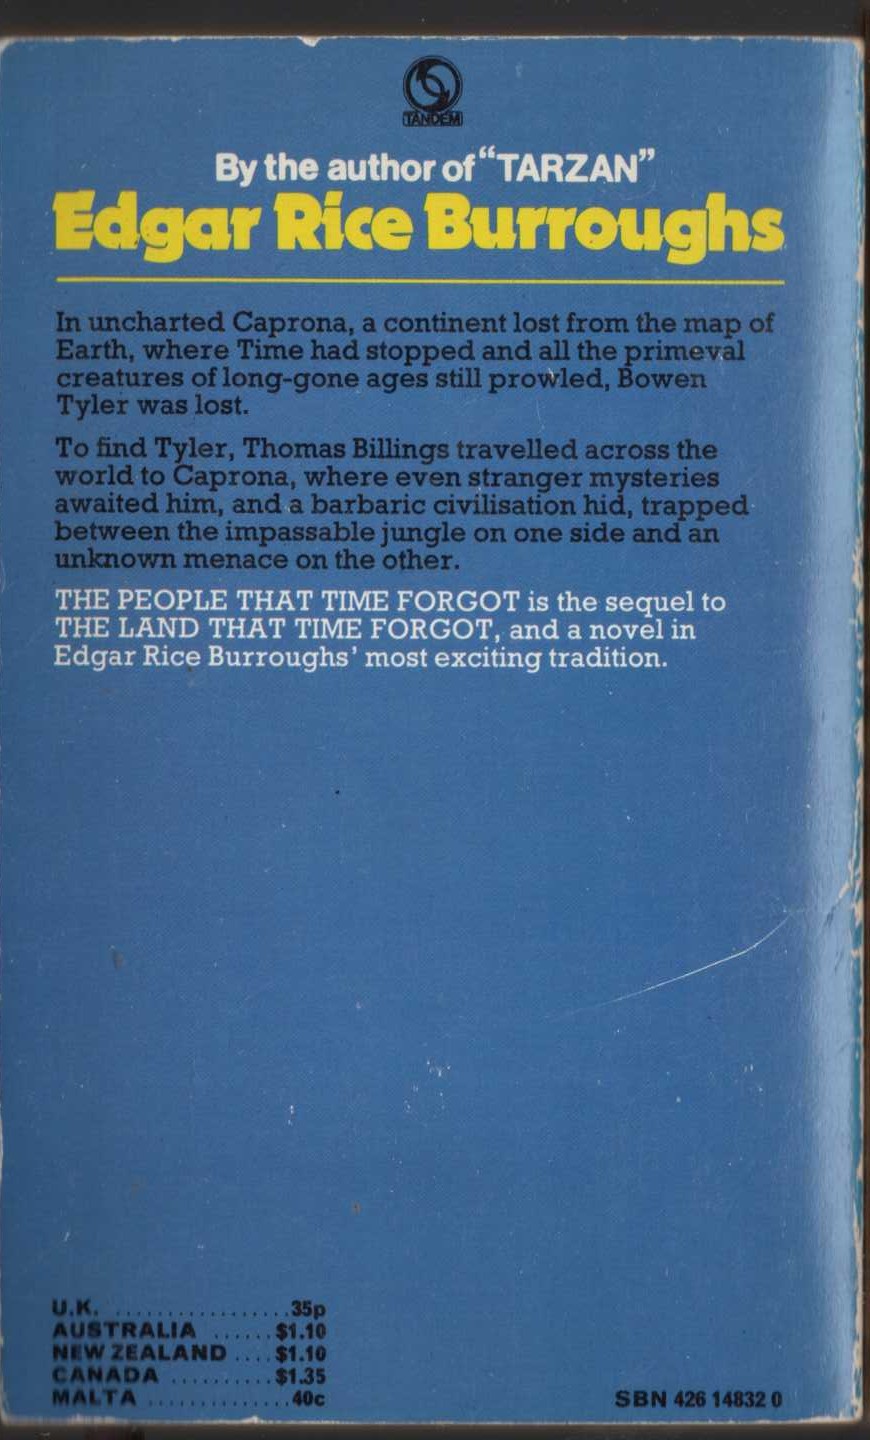 TANDEM
By the author of “TARZAN”
Edgar Rice Burroughs
In uncharted Caprona, a continent lost from the map of
Earth, where Time had stopped and all the primeval
creatures of long-gone ages still prowled, Bowen
Tyler was lost.
To find Tyler, Thomas Billings travelled across the
world to Caprona, where even stranger mysteries
awaited him, and a barbaric civilisation hid, trapped
between the impassable jungle on one side and an
unknown menace on the other.
THE PEOPLE THAT TIME FORGOT is the sequel to
THE LAND THAT TIME FORGOT, and a novel in
Edgar Rice Burroughs’ most exciting tradition.
U.K. .................35p
AUSTRALIA ......$1.10
NEW ZEALAND ....$1.10
CANADA ..........$1.35
MALTA .............40c
SBN 426 14832 0